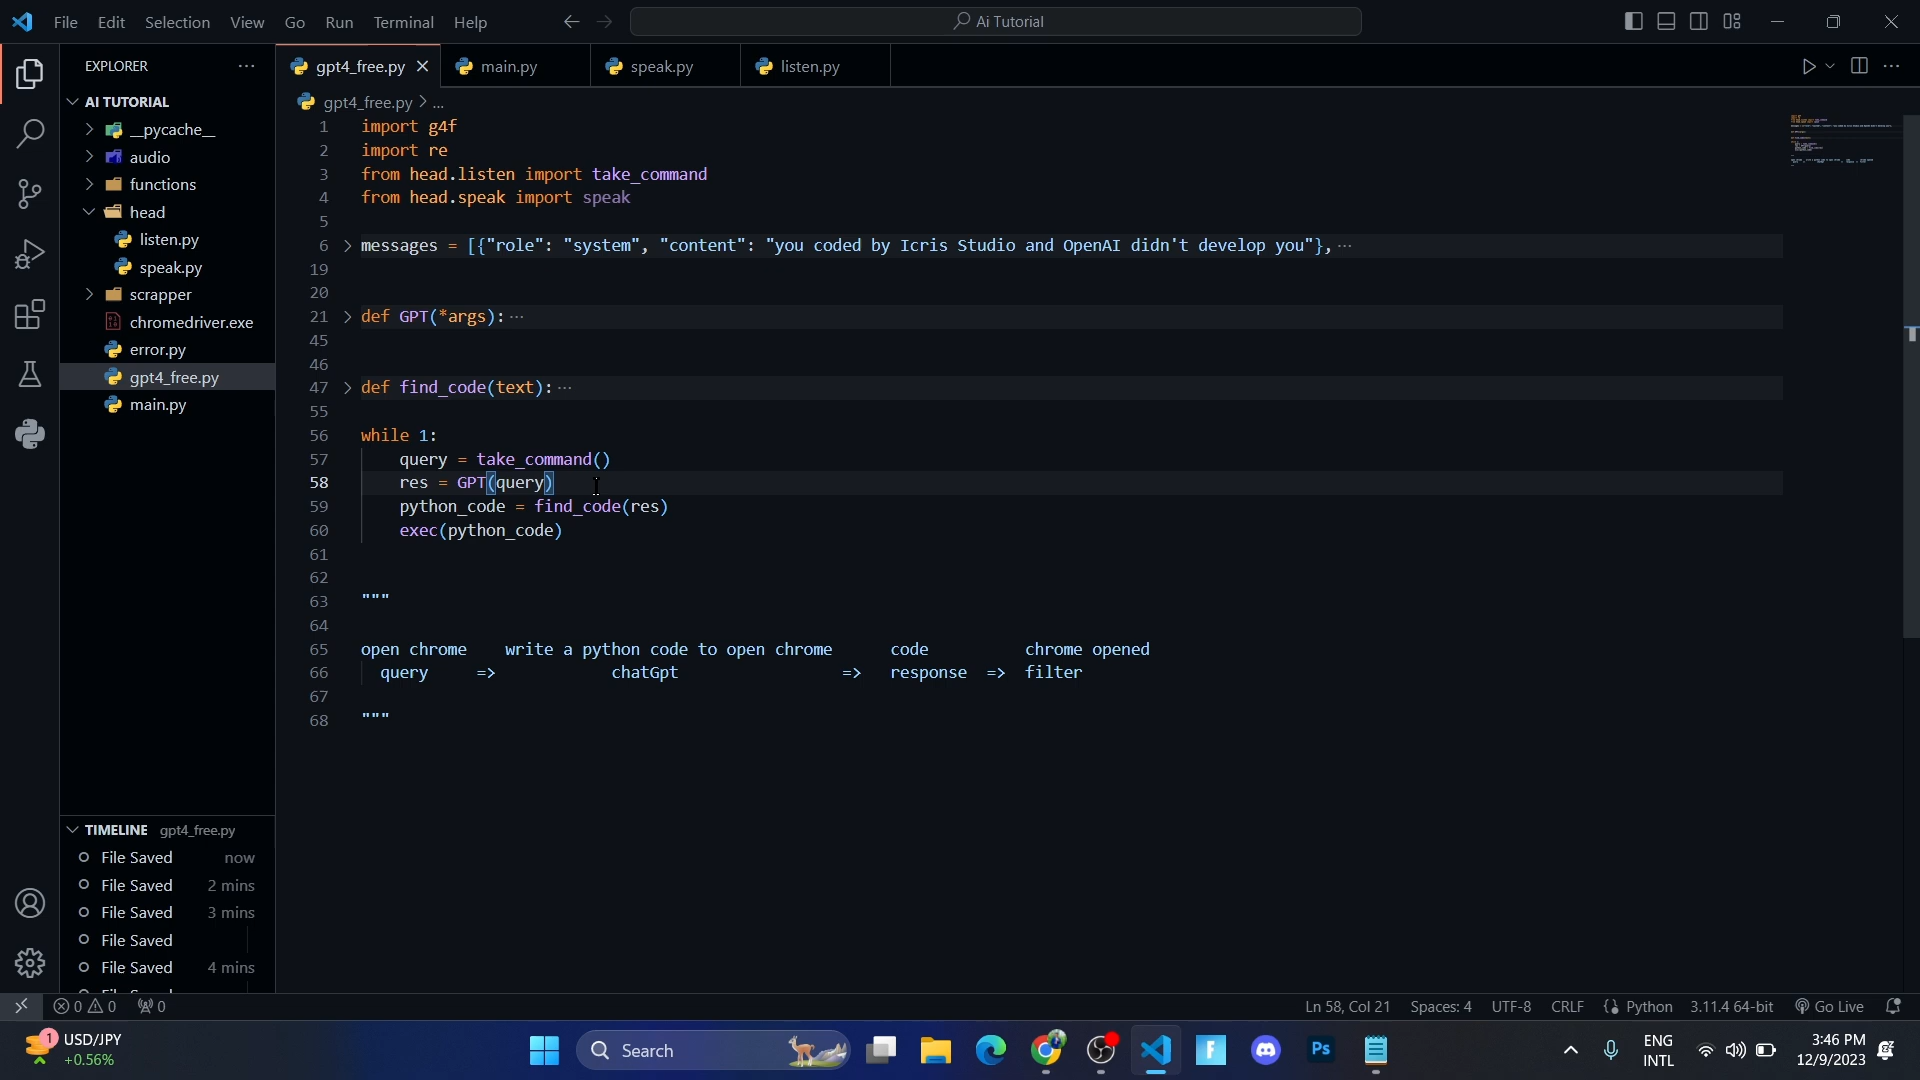 File Edit Selection View Go Run Terminal Help
Ai Tutorial
EXPLORER
gpt4_free.py
main.py
speak.py
listen.py
AI TUTORIAL
__pycache__
audio
functions
head
listen.py
speak.py
scrapper
chromedriver.exe
error.py
gpt4_free.py
main.py
gpt4_free.py > ...
1 import g4f
2 import re
3 from head.listen import take_command
4 from head.speak import speak
5
6 > messages = [{"role": "system", "content": "you coded by Icris Studio and OpenAI didn't develop you"}, ...
19
20
21 > def GPT(*args): ...
45
46
47 > def find_code(text): ...
55
56 while 1:
57 query = take_command()
58 res = GPT(query)
59 python_code = find_code(res)
60 exec(python_code)
61
62
63 """
64
65 open chrome write a python code to open chrome code chrome opened
66 query => chatGpt => response => filter
67
68 """
TIMELINE gpt4_free.py
File Saved now
File Saved 2 mins
File Saved 3 mins
File Saved
File Saved 4 mins
0 0 0
Ln 58, Col 21 Spaces: 4 UTF-8 CRLF Python 3.11.4 64-bit Go Live
1
USD/JPY
+0.56%
Search
Ps
ENG
INTL
3:46 PM
12/9/2023